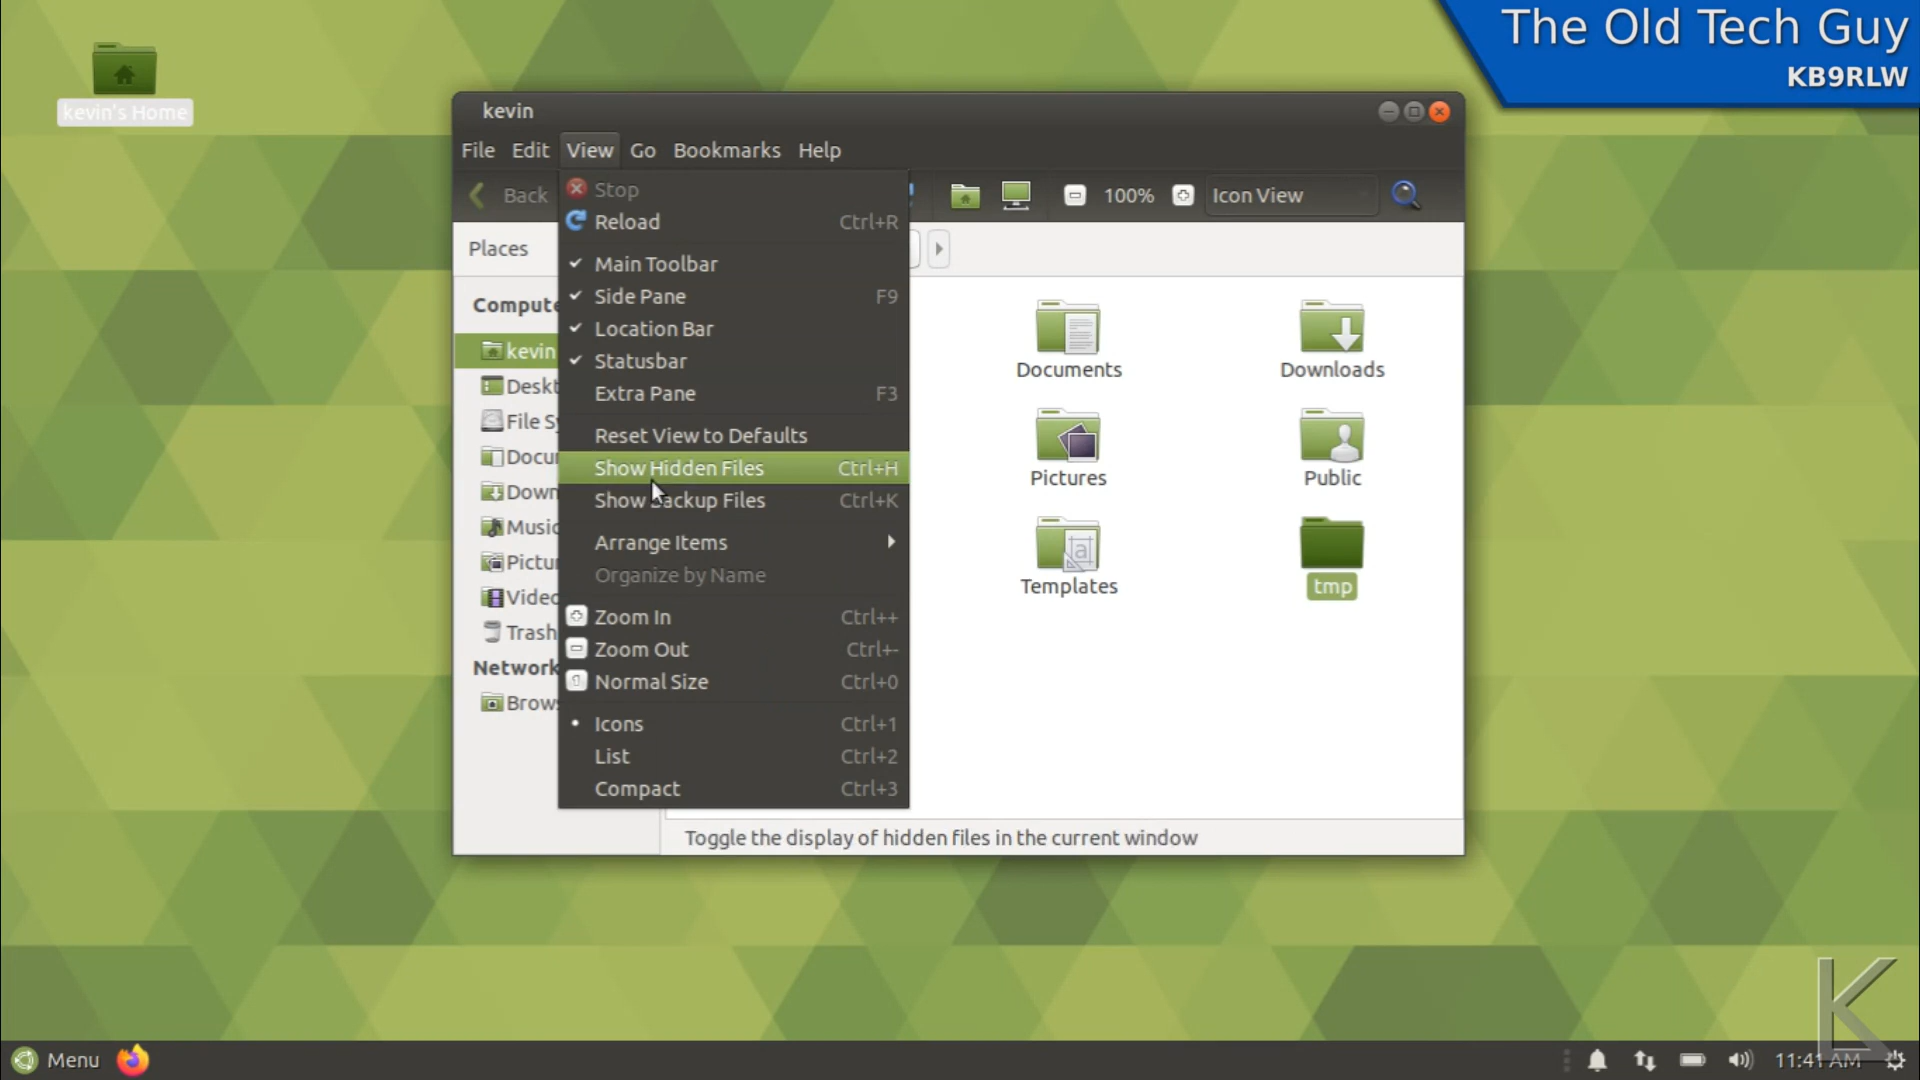 The Old Tech Guy
KB9RLW
kevin's Home
kevin
File Edit View Go Bookmarks Help
Back
100%
Icon View
Places
Stop
Reload Ctrl+R
Main Toolbar
Side Pane F9
Location Bar
Statusbar
Extra Pane F3
Reset View to Defaults
Show Hidden Files Ctrl+H
Show Backup Files Ctrl+K
Arrange Items
Organize by Name
Zoom In Ctrl++
Zoom Out Ctrl+-
Normal Size Ctrl+0
Icons Ctrl+1
List Ctrl+2
Compact Ctrl+3
Compute
kevin
Deskt
File Sy
Docum
Down
Music
Pictur
Video
Trash
Network
Brows
Documents
Downloads
Pictures
Public
Templates
tmp
Toggle the display of hidden files in the current window
K
Menu
11:41 AM